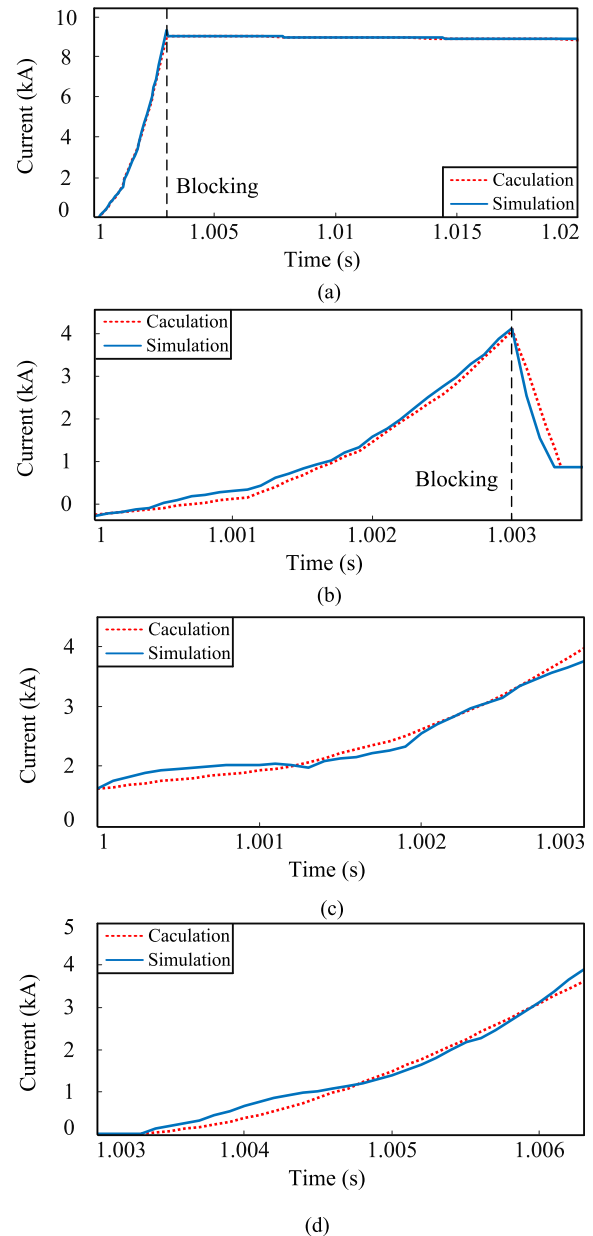 10
8
6
4
2
0
Current (kA)
Blocking
Caculation
Simulation
1 1.005 1.01 1.015 1.02
Time (s)
(a)
4
3
2
1
0
Current (kA)
Caculation
Simulation
Blocking
1 1.001 1.002 1.003
Time (s)
(b)
4
3
2
0
Current (kA)
Caculation
Simulation
1 1.001 1.002 1.003
Time (s)
(c)
5
4
3
2
1
0
Current (kA)
Caculation
Simulation
1.003 1.004 1.005 1.006
Time (s)
(d)